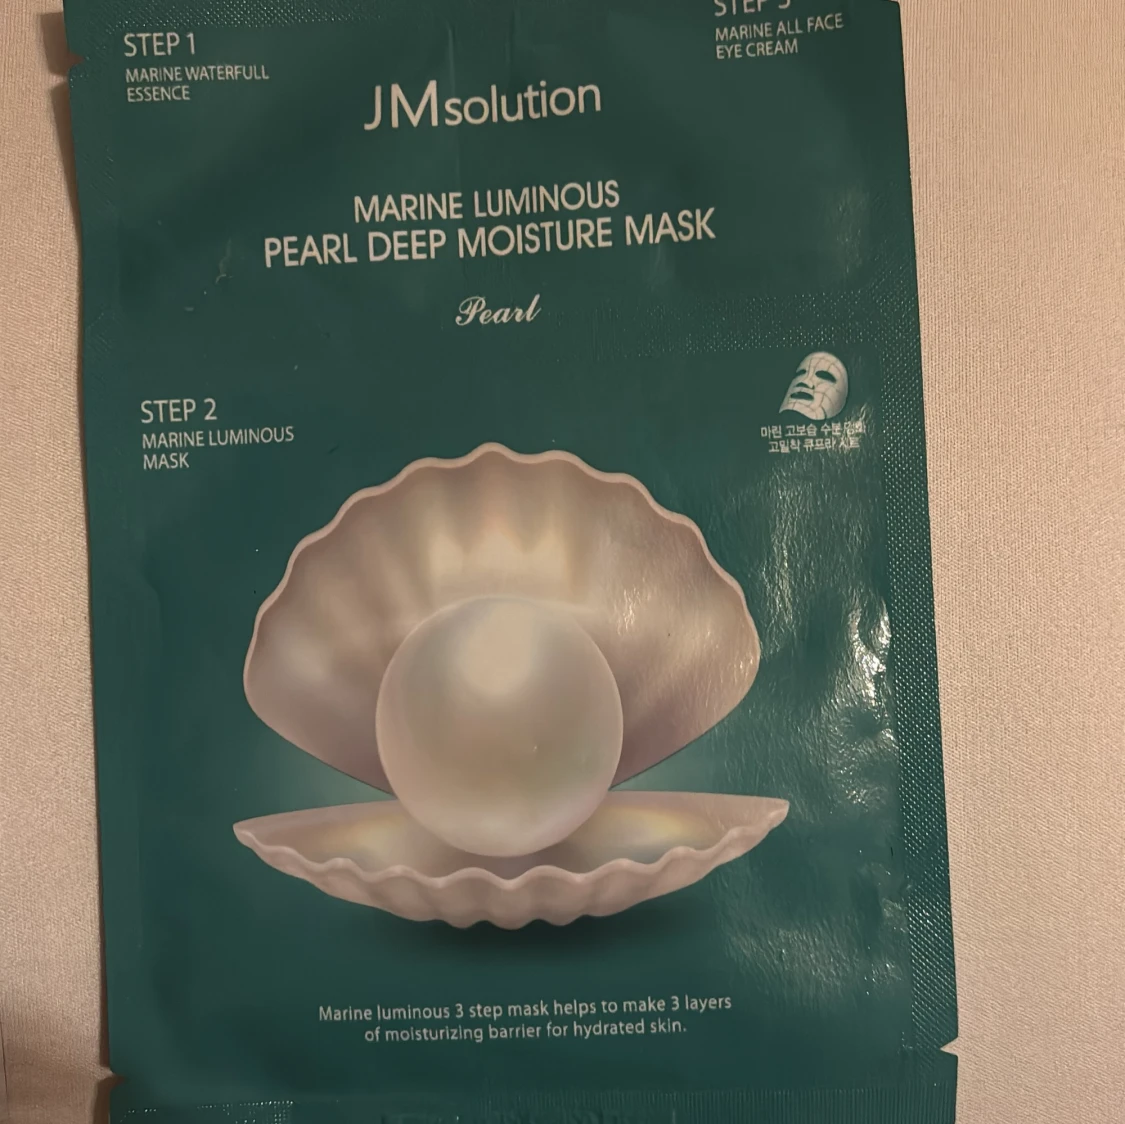 STEP 1
MARINE WATERFULL
ESSENCE
STEP 3
MARINE ALL FACE
EYE CREAM
JMsolution
MARINE LUMINOUS
PEARL DEEP MOISTURE MASK
Pearl
마린 고보습 수분
고밀착 큐프라 시트
STEP 2
MARINE LUMINOUS
MASK
Marine luminous 3 step mask helps to make 3 layers
of moisturizing barrier for hydrated skin.